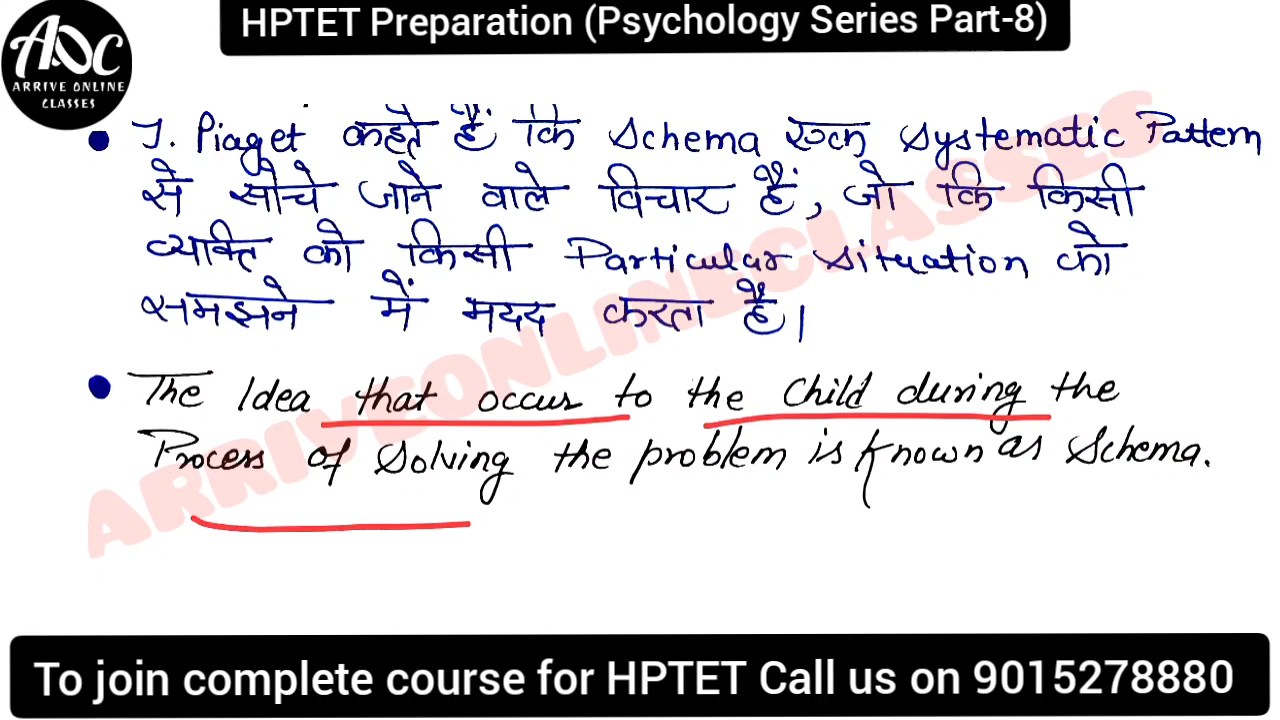 HPTET Preparation (Psychology Series Part-8)
AOC
ARRIVE ONLINE
CLASSES
J. Piaget कहते हैं कि Schema एक Systematic Pattern
से सोचे जाने वाले विचार हैं, जो कि किसी
व्यक्ति को किसी Particular Situation को
समझने में मदद करता है।
The Idea that occur to the Child during the
Process of Solving the problem is Known as Schema.
ARRIVEONLINECLASSES
To join complete course for HPTET Call us on 9015278880